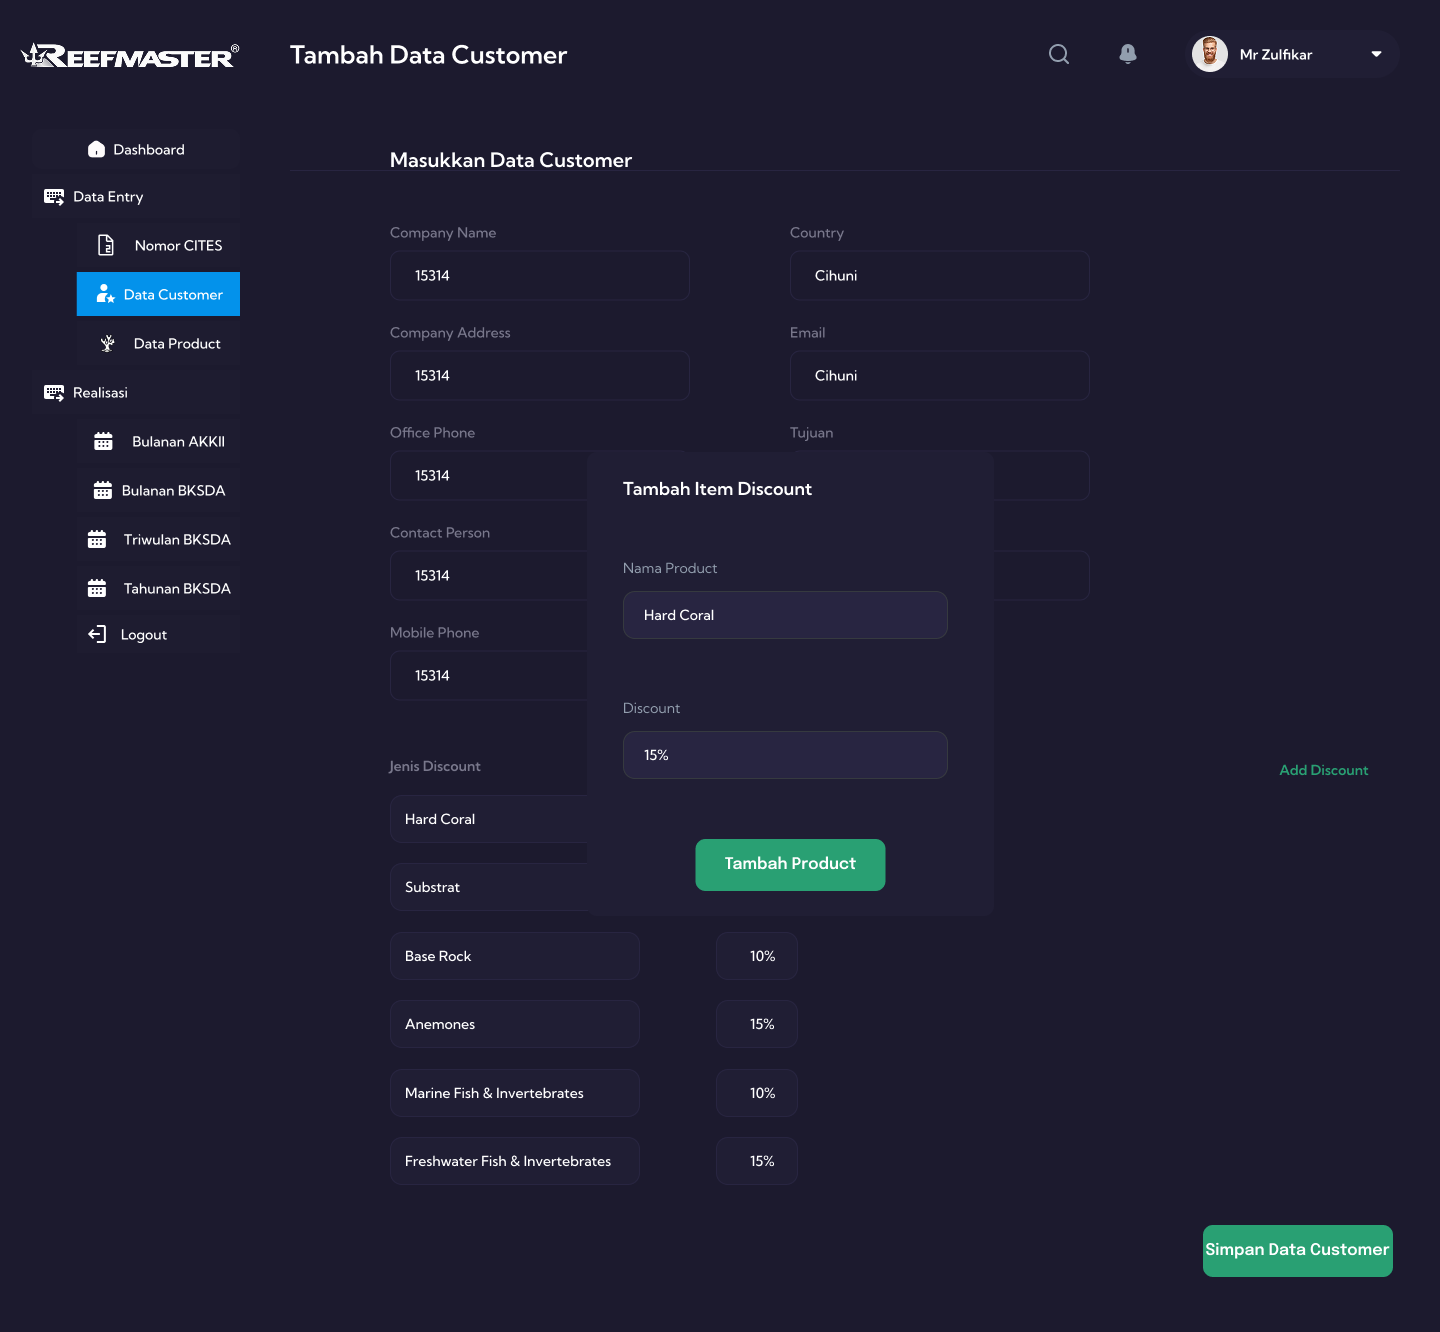 REEFMASTER®
Tambah Data Customer
Mr Zulfikar
Dashboard
Data Entry
Nomor CITES
Data Customer
Data Product
Realisasi
Bulanan AKKII
Bulanan BKSDA
Triwulan BKSDA
Tahunan BKSDA
Logout
Masukkan Data Customer
Company Name
15314
Country
Cihuni
Company Address
15314
Email
Cihuni
Office Phone
15314
Tujuan
Contact Person
15314
Mobile Phone
15314
Tambah Item Discount
Nama Product
Hard Coral
Discount
15%
Tambah Product
Jenis Discount
Add Discount
Hard Coral
Substrat
Base Rock
10%
Anemones
15%
Marine Fish & Invertebrates
10%
Freshwater Fish & Invertebrates
15%
Simpan Data Customer